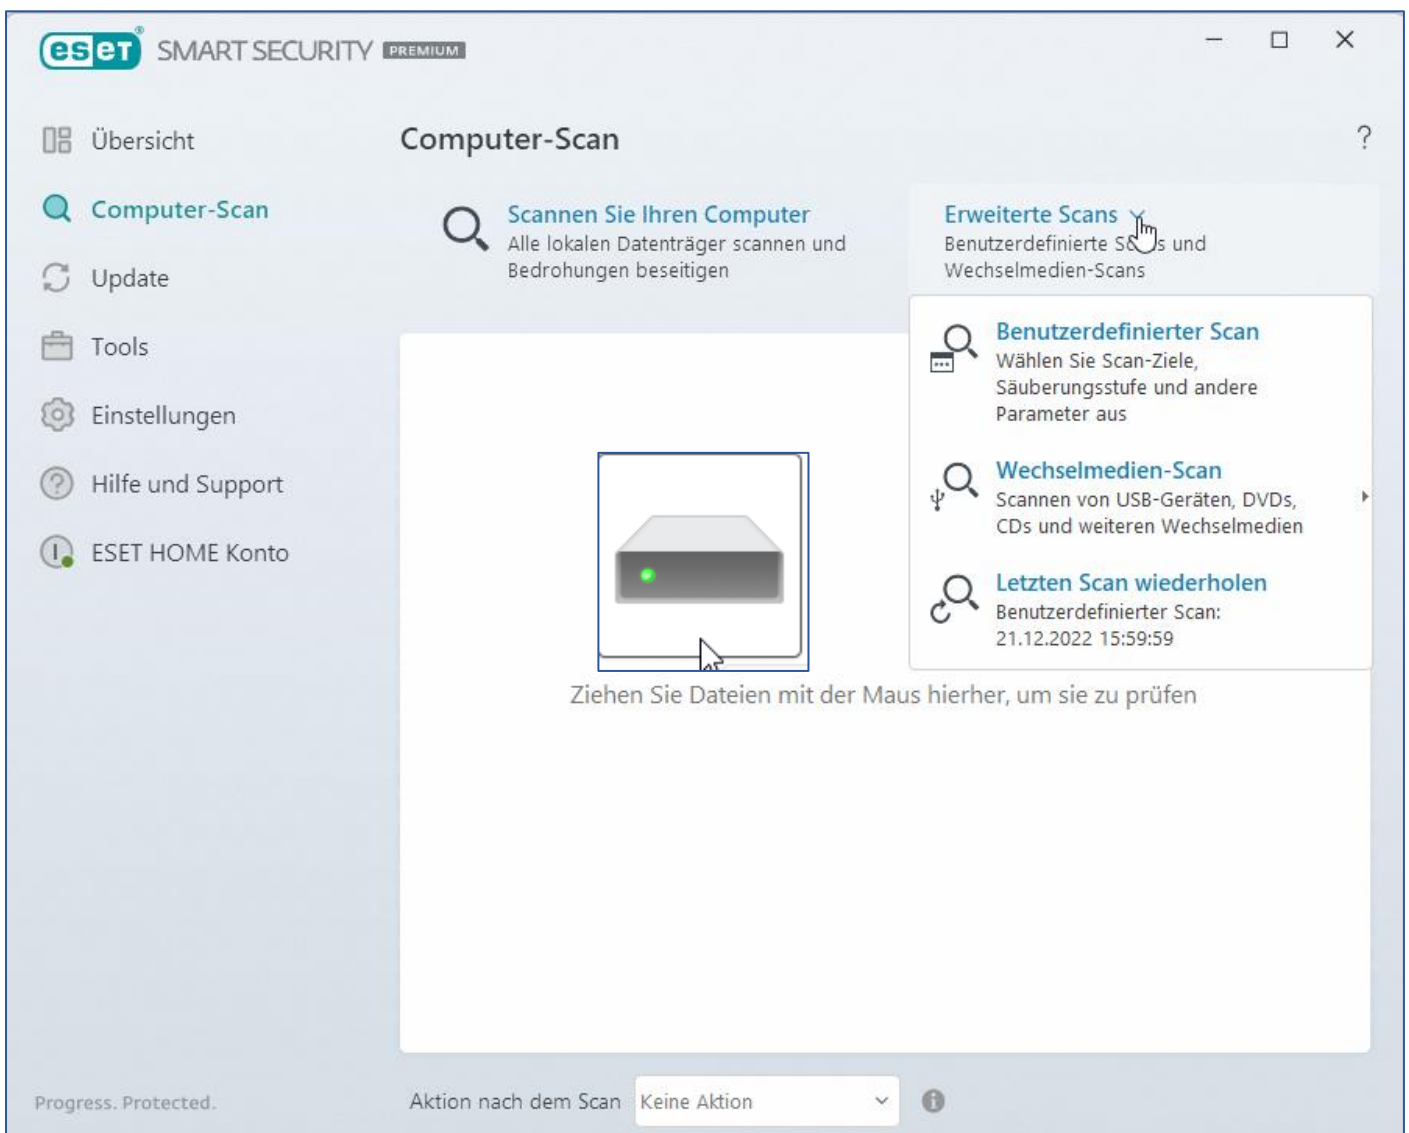 eset® SMART SECURITY PREMIUM
Übersicht
Computer-Scan
Update
Tools
Einstellungen
Hilfe und Support
ESET HOME Konto
Computer-Scan
?
Scannen Sie Ihren Computer
Alle lokalen Datenträger scannen und
Bedrohungen beseitigen
Erweiterte Scans
Benutzerdefinierte und
Wechselmedien-Scans
Benutzerdefinierter Scan
Wählen Sie Scan-Ziele,
Säuberungsstufe und andere
Parameter aus
Wechselmedien-Scan
Scannen von USB-Geräten, DVDs,
CDs und weiteren Wechselmedien
Letzten Scan wiederholen
Benutzerdefinierter Scan:
21.12.2022 15:59:59
Ziehen Sie Dateien mit der Maus hierher, um sie zu prüfen
Progress. Protected.
Aktion nach dem Scan Keine Aktion